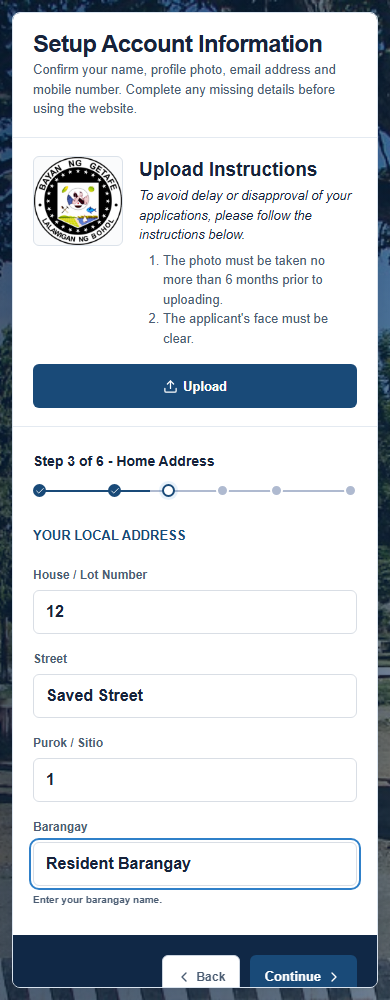 Setup Account Information
Confirm your name, profile photo, email address and
mobile number. Complete any missing details before
using the website.
BAYAN NG GETAFE
LALAWIGAN NG BOHOL
Upload Instructions
To avoid delay or disapproval of your
applications, please follow the
instructions below.
1. The photo must be taken no
more than 6 months prior to
uploading.
2. The applicant's face must be
clear.
Upload
Step 3 of 6 - Home Address
YOUR LOCAL ADDRESS
House / Lot Number
12
Street
Saved Street
Purok / Sitio
1
Barangay
Resident Barangay
Enter your barangay name.
Back
Continue